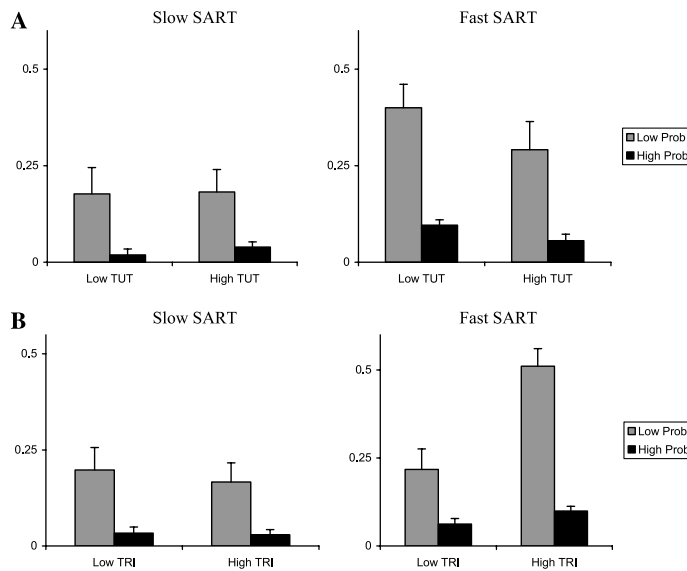 A
Slow SART
Fast SART
0.5
0.25
0
Low TUT
High TUT
0.5
0.25
0
Low TUT
High TUT
Low Prob
High Prob
B
Slow SART
Fast SART
0.5
0.25
0
Low TRI
High TRI
0.5
0.25
0
Low TRI
High TRI
Low Prob
High Prob